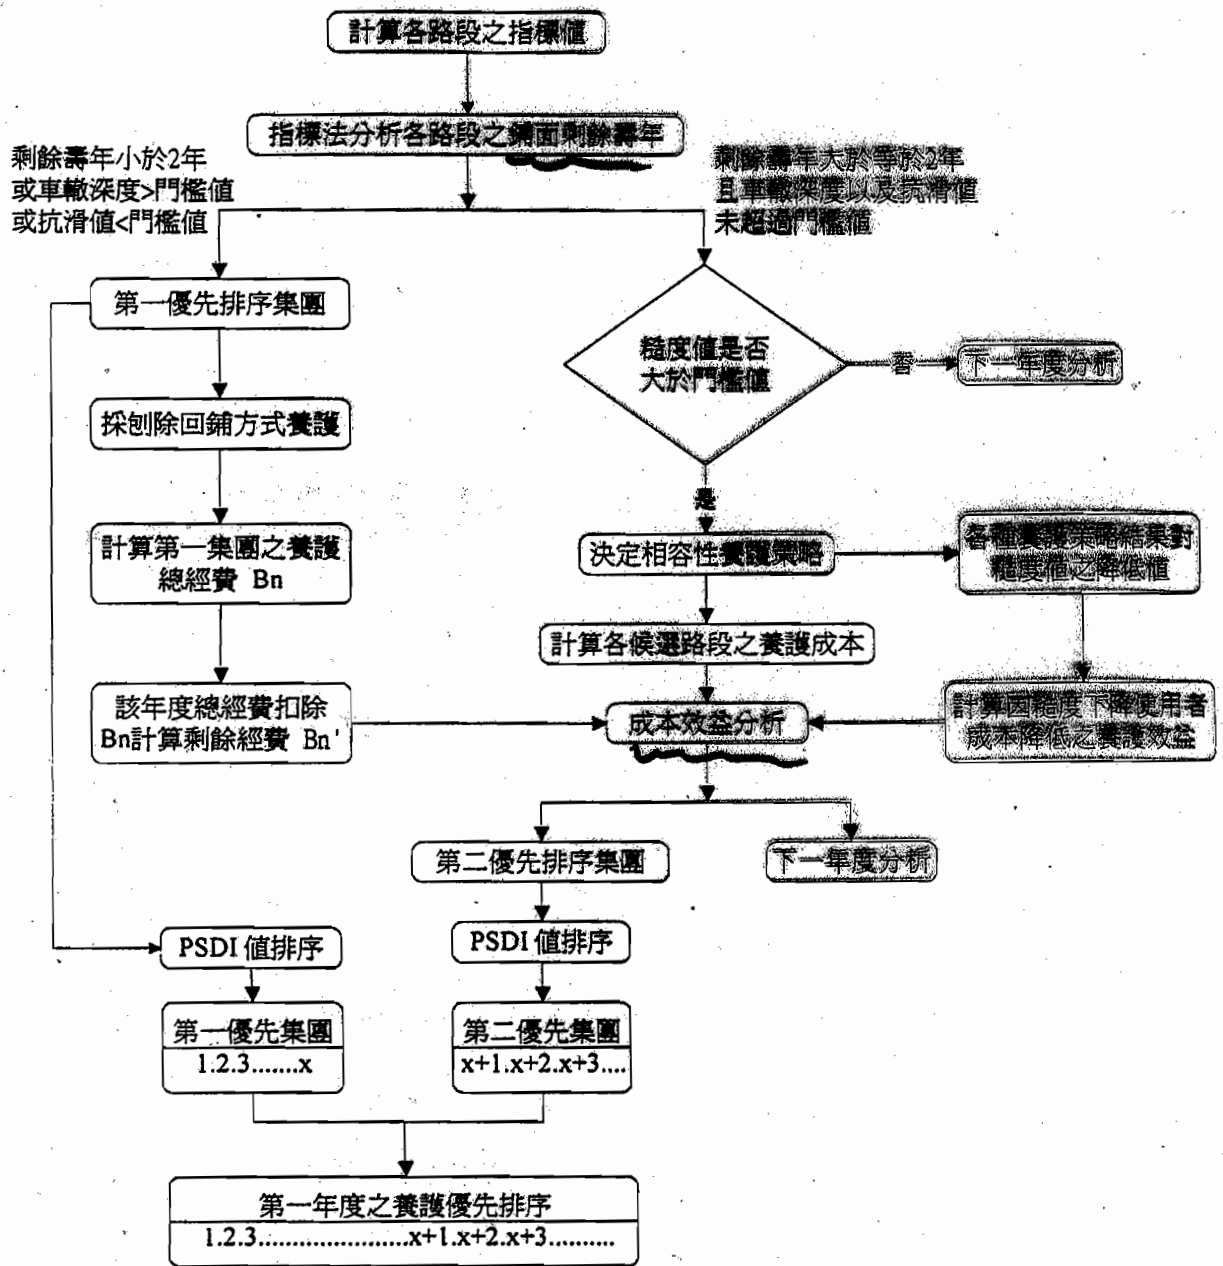 計算各路段之指標值
指標法分析各路段之鋪面剩餘壽年
剩餘壽年小於2年
或車轍深度>門檻值
或抗滑值<門檻值
剩餘壽年大於等於2年
且車轍深度以及抗滑值
未超過門檻值
第一優先排序集團
糙度值是否
大於門檻值
否
下一年度分析
採刨除回鋪方式養護
是
計算第一集團之養護
總經費 Bn
決定相容性養護策略
各種養護策略結集對
糙度值之降低值
計算各候選路段之養護成本
該年度總經費扣除
Bn計算剩餘經費 Bn'
成本效益分析
計算因糙度下降使用者
成本降低之養護效益
第二優先排序集團
下一年度分析
PSDI 值排序
PSDI 值排序
第一優先集團
1.2.3.......x
第二優先集團
x+1.x+2.x+3....
第一年度之養護優先排序
1.2.3......................x+1.x+2.x+3..........